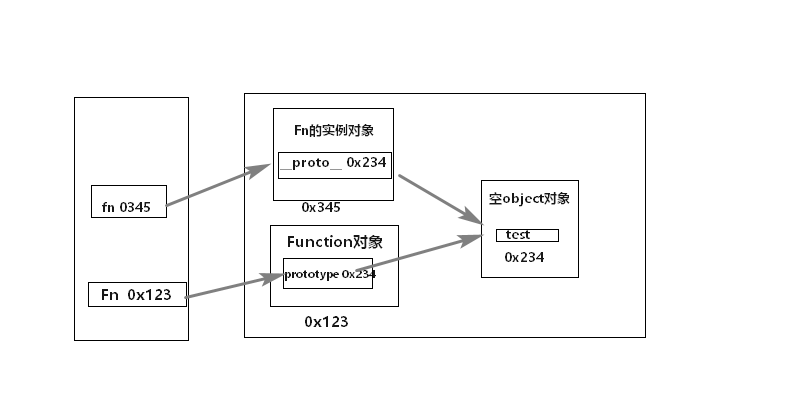 Fn的实例对象
__proto__ 0x234
0x345
fn 0345
Function对象
prototype 0x234
0x123
Fn 0x123
空object对象
test
0x234